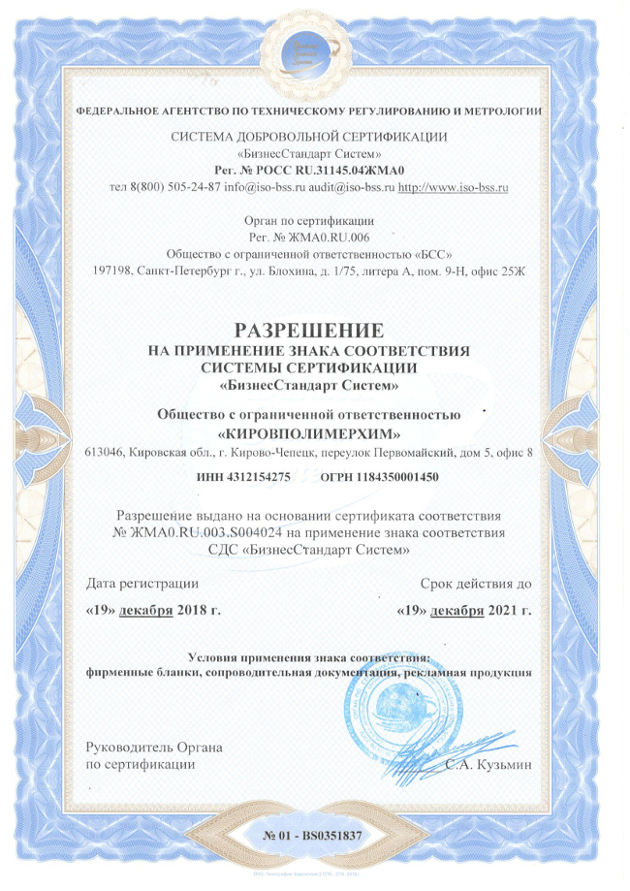 ФЕДЕРАЛЬНОЕ АГЕНТСТВО ПО ТЕХНИЧЕСКОМУ РЕГУЛИРОВАНИЮ И МЕТРОЛОГИИ
СИСТЕМА ДОБРОВОЛЬНОЙ СЕРТИФИКАЦИИ
«БизнесСтандарт Систем»
Рег. № РОСС RU.31145.04ЖМА0
тел 8(800) 505-24-87 info@iso-bss.ru audit@iso-bss.ru http://www.iso-bss.ru
Орган по сертификации
Рег. № ЖМА0.RU.006
Общество с ограниченной ответственностью «БСС»
197198, Санкт-Петербург г., ул. Блохина, д. 1/75, литера А, пом. 9-Н, офис 25Ж
РАЗРЕШЕНИЕ
НА ПРИМЕНЕНИЕ ЗНАКА СООТВЕТСТВИЯ
СИСТЕМЫ СЕРТИФИКАЦИИ
«БизнесСтандарт Систем»
Общество с ограниченной ответственностью
«КИРОВПОЛИМЕРХИМ»
613046, Кировская обл., г. Кирово-Чепецк, переулок Первомайский, дом 5, офис 8
ИНН 4312154275 ОГРН 1184350001450
Разрешение выдано на основании сертификата соответствия
№ ЖМА0.RU.003.S004024 на применение знака соответствия
СДС «БизнесСтандарт Систем»
Дата регистрации Срок действия до
«19» декабря 2018 г. «19» декабря 2021 г.
Условия применения знака соответствия:
фирменные бланки, сопроводительная документация, рекламная продукция
Руководитель Органа
по сертификации С.А. Кузьмин
№ 01 - BS0351837